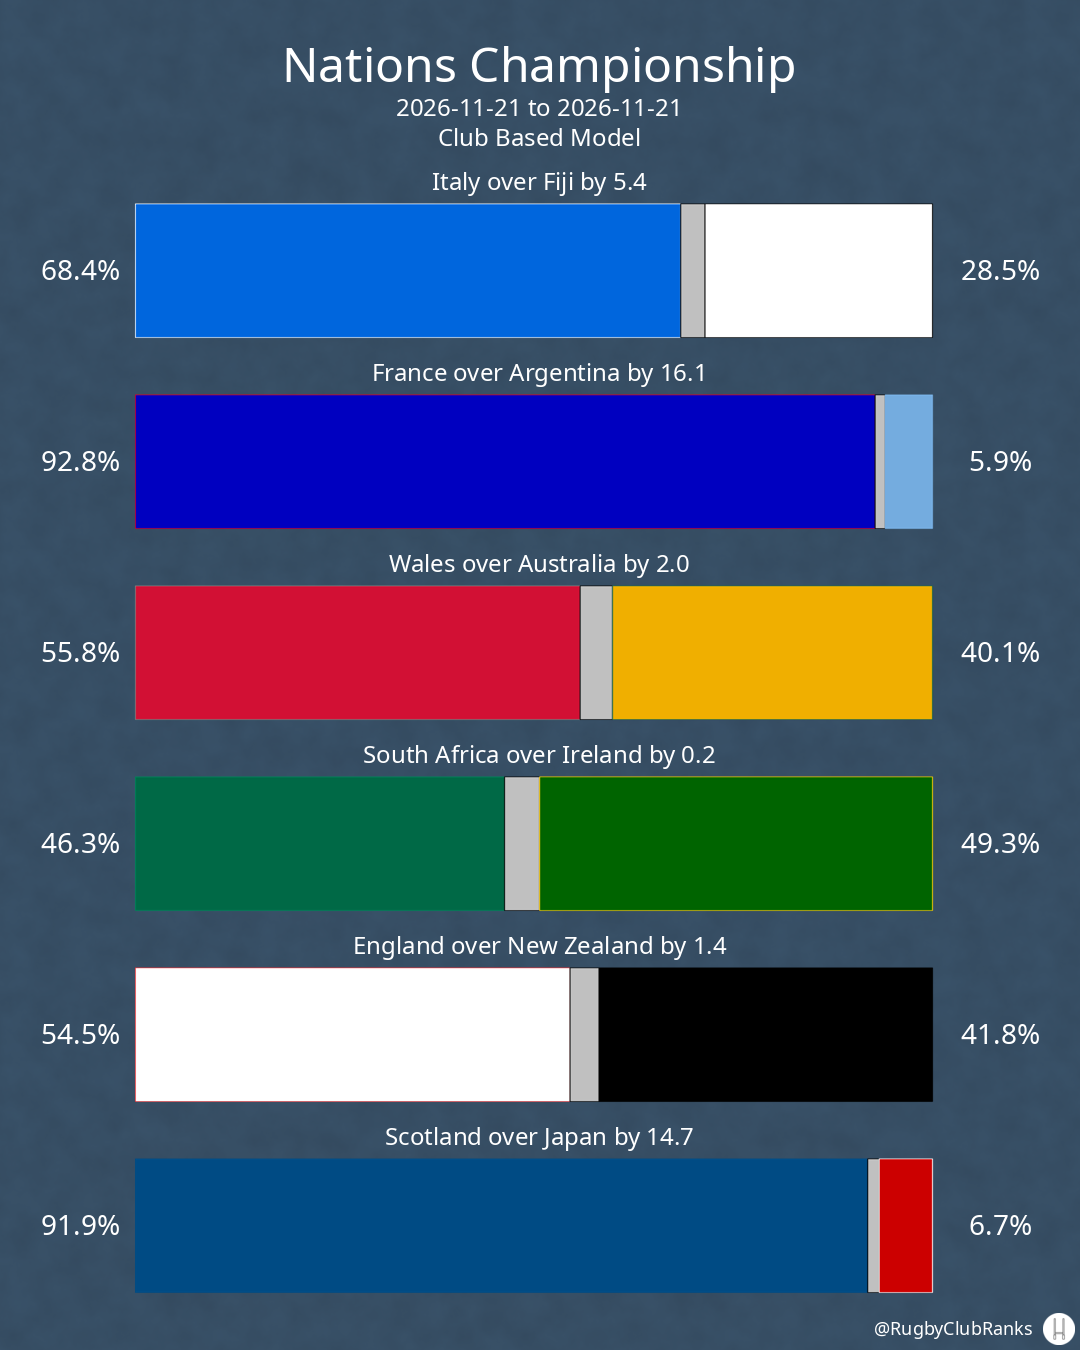 Nations Championship
2026-11-21 to 2026-11-21
Club Based Model
Italy over Fiji by 5.4
68.4%
28.5%
France over Argentina by 16.1
92.8%
5.9%
Wales over Australia by 2.0
55.8%
40.1%
South Africa over Ireland by 0.2
46.3%
49.3%
England over New Zealand by 1.4
54.5%
41.8%
Scotland over Japan by 14.7
91.9%
6.7%
@RugbyClubRanks